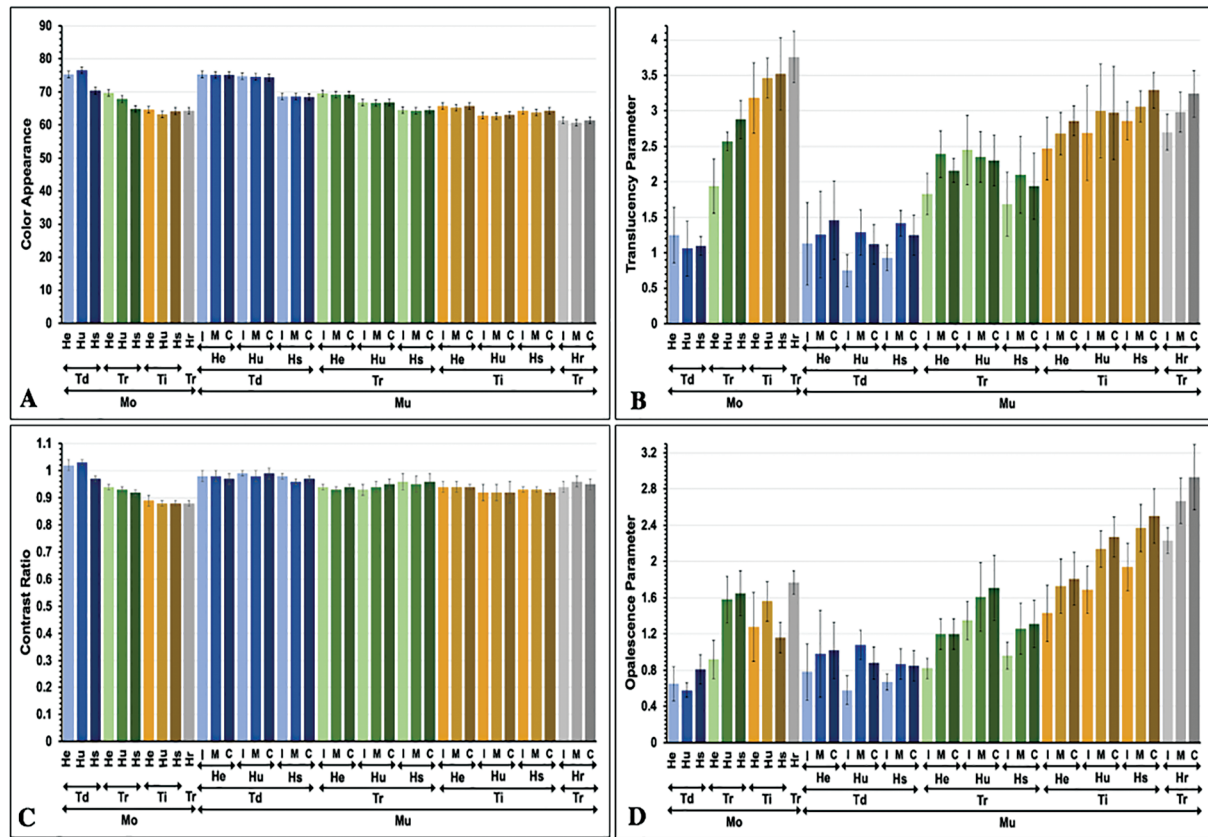 90
80
70
60
50
40
30
20
10
0
Color Appearance
He Hu Hs He Hu Hs He Hu Hs Hr I M C I M C I M C I M C I M C I M C I M C I M C I M C I M C
He Hu Hs He Hu Hs He Hu Hs Hr
Td Tr Ti Tr Td Tr Ti Tr
Mo Mu
A
4
3.5
3
2.5
2
1.5
1
0.5
0
Translucency Parameter
He Hu Hs He Hu Hs He Hu Hs Hr I M C I M C I M C I M C I M C I M C I M C I M C I M C I M C
He Hu Hs He Hu Hs He Hu Hs Hr
Td Tr Ti Tr Td Tr Ti Tr
Mo Mu
B
1.1
1
0.9
0.8
0.7
0.6
0.5
0.4
0.3
0.2
0.1
0
Contrast Ratio
He Hu Hs He Hu Hs He Hu Hs Hr I M C I M C I M C I M C I M C I M C I M C I M C I M C I M C
He Hu Hs He Hu Hs He Hu Hs Hr
Td Tr Ti Tr Td Tr Ti Tr
Mo Mu
C
3.2
2.8
2.4
2
1.6
1.2
0.8
0.4
0
Opalescence Parameter
He Hu Hs He Hu Hs He Hu Hs Hr I M C I M C I M C I M C I M C I M C I M C I M C I M C I M C
He Hu Hs He Hu Hs He Hu Hs Hr
Td Tr Ti Tr Td Tr Ti Tr
Mo Mu
D